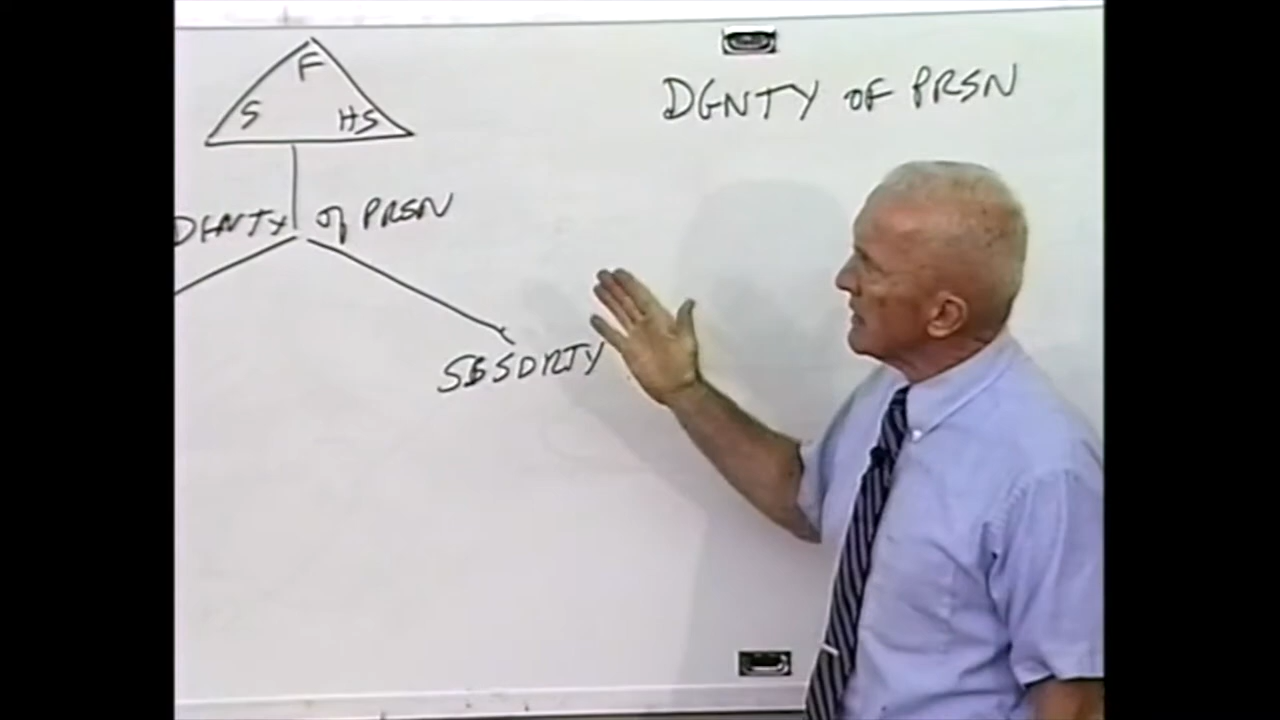 F
S HS
DGNTY OF PRSN
DGNTY of PRSN
SBSDRTY